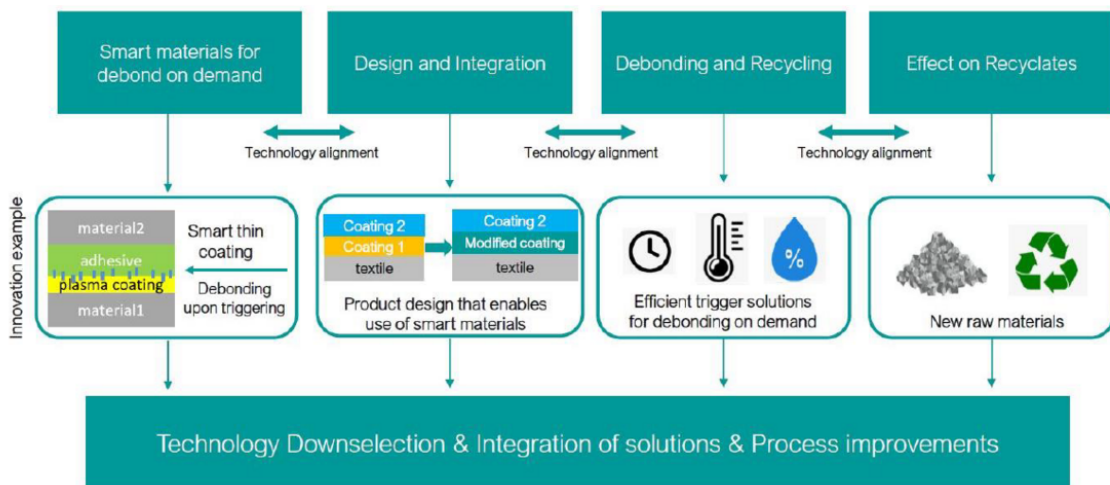 Smart materials for
debond on demand
Design and Integration
Debonding and Recycling
Effect on Recyclates
Technology alignment
Technology alignment
Technology alignment
Innovation example
material2
adhesive
plasma coating
material1
Smart thin
coating
Debonding
upon triggering
Coating 2
Coating 1
textile
Coating 2
Modified coating
textile
Product design that enables
use of smart materials
%
Efficient trigger solutions
for debonding on demand
New raw materials
Technology Downselection & Integration of solutions & Process improvements